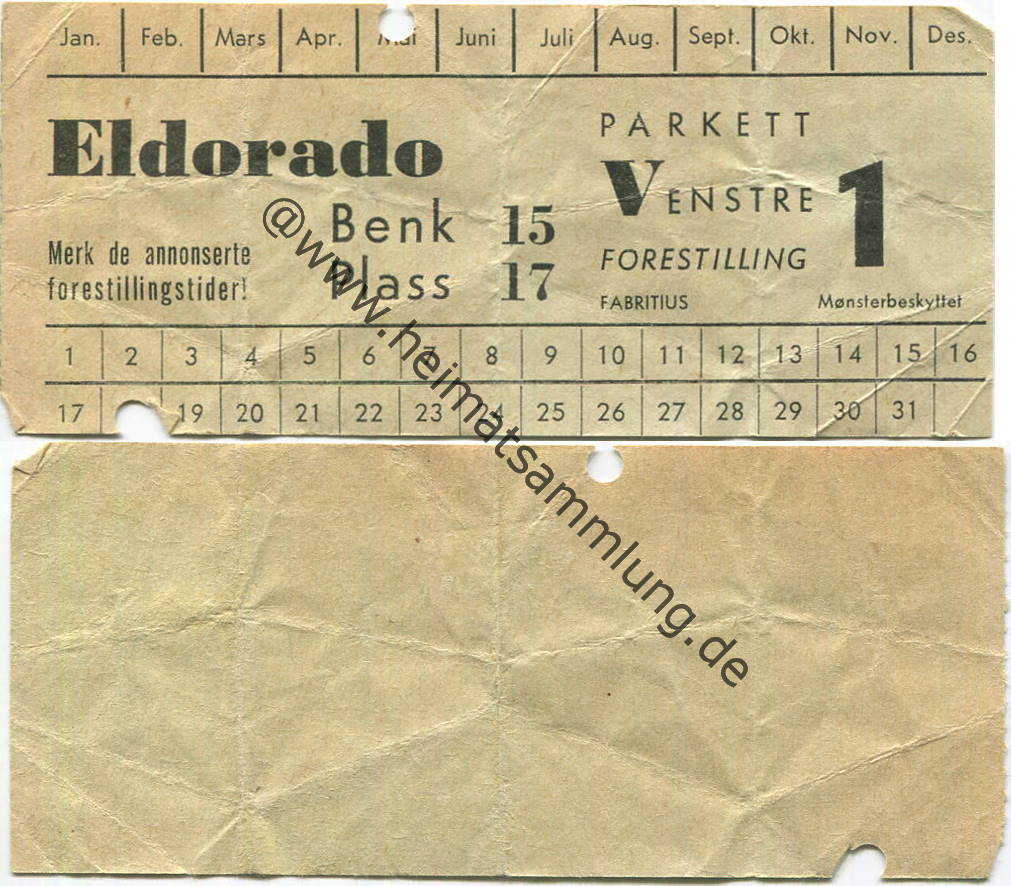 Jan. Feb. Mars Apr. Mai Juni Juli Aug. Sept. Okt. Nov. Des.
Eldorado
Merk de annonserte
forestillingstider!
Benk 15
Plass 17
PARKETT
VENSTRE
FORESTILLING
1
FABRITIUS Mønsterbeskyttet
1 2 3 4 5 6 7 8 9 10 11 12 13 14 15 16
17 19 20 21 22 23 24 25 26 27 28 29 30 31
@www.heimatsammlung.de